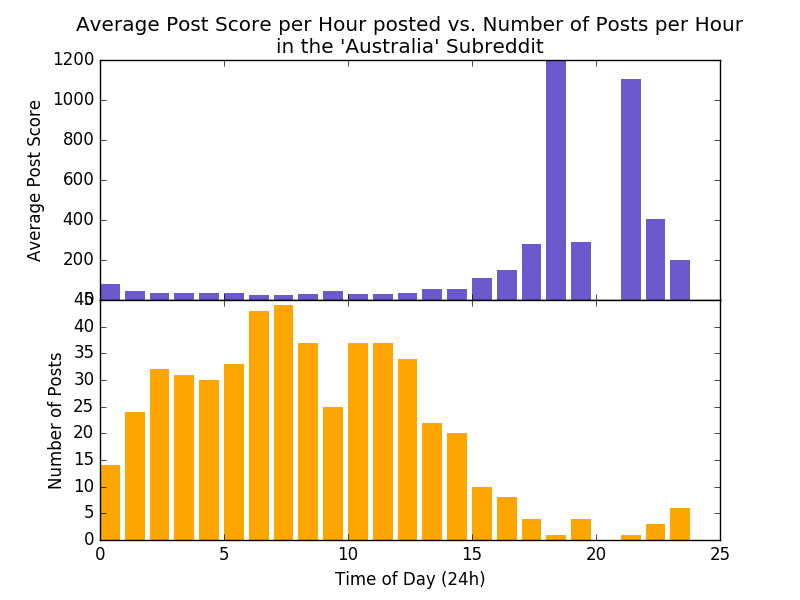 Average Post Score per Hour posted vs. Number of Posts per Hour
in the 'Australia' Subreddit
1200
1000
800
600
400
200
0
Average Post Score
45
40
35
30
25
20
15
10
5
0
Number of Posts
0 5 10 15 20 25
Time of Day (24h)